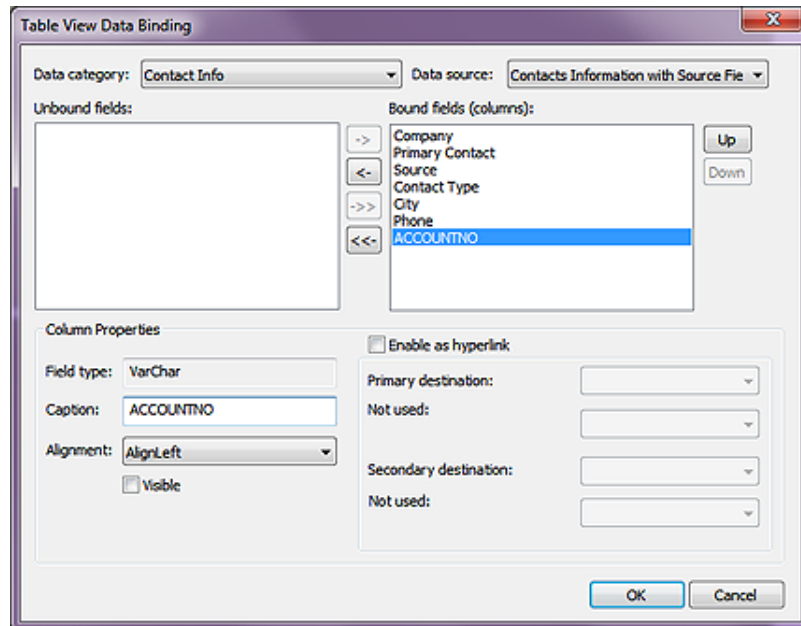 Table View Data Binding
Data category: Contact Info Data source: Contacts Information with Source Fie
Unbound fields: Bound fields (columns):
-> Company Up
Primary Contact
<- Source Down
Contact Type
->> City
Phone
<<- ACCOUNTNO
Column Properties
Enable as hyperlink
Field type: VarChar Primary destination:
Caption: ACCOUNTNO Not used:
Alignment: AlignLeft
Visible Secondary destination:
Not used:
OK Cancel